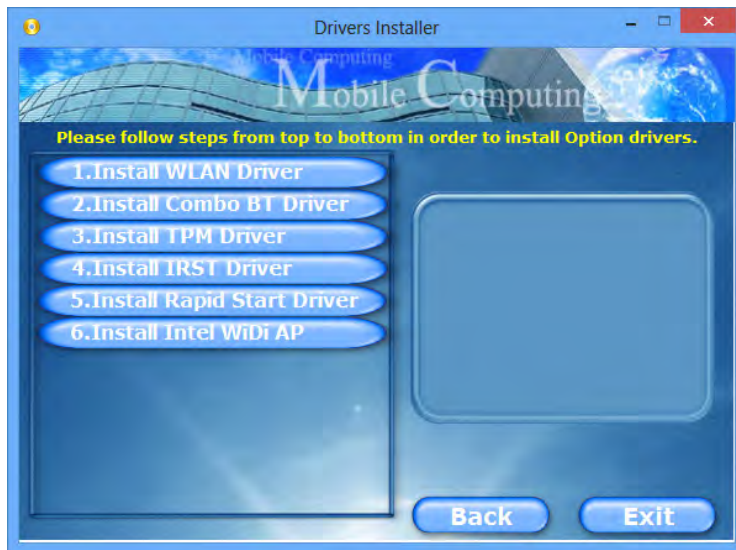 Drivers Installer
Mobile Computing
Mobile Computing
Please follow steps from top to bottom in order to install Option drivers.
1.Install WLAN Driver
2.Install Combo BT Driver
3.Install TPM Driver
4.Install IRST Driver
5.Install Rapid Start Driver
6.Install Intel WiDi AP
Back
Exit